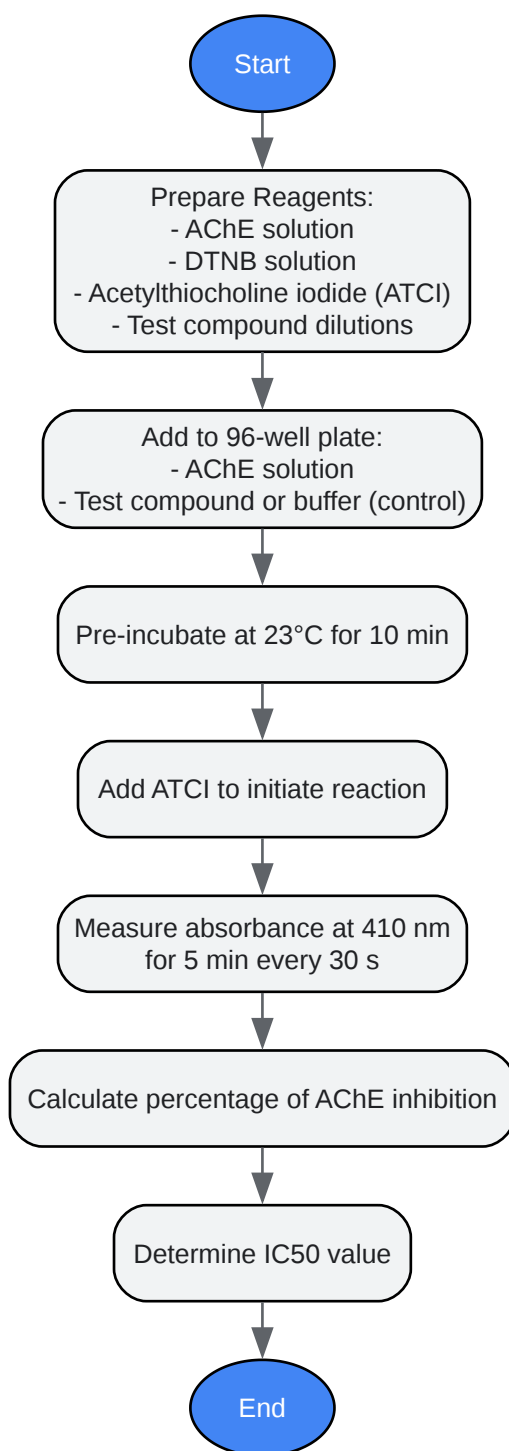 Start
Prepare Reagents:
- AChE solution
- DTNB solution
- Acetylthiocholine iodide (ATCI)
- Test compound dilutions
Add to 96-well plate:
- AChE solution
- Test compound or buffer (control)
Pre-incubate at 23°C for 10 min
Add ATCI to initiate reaction
Measure absorbance at 410 nm
for 5 min every 30 s
Calculate percentage of AChE inhibition
Determine IC50 value
End